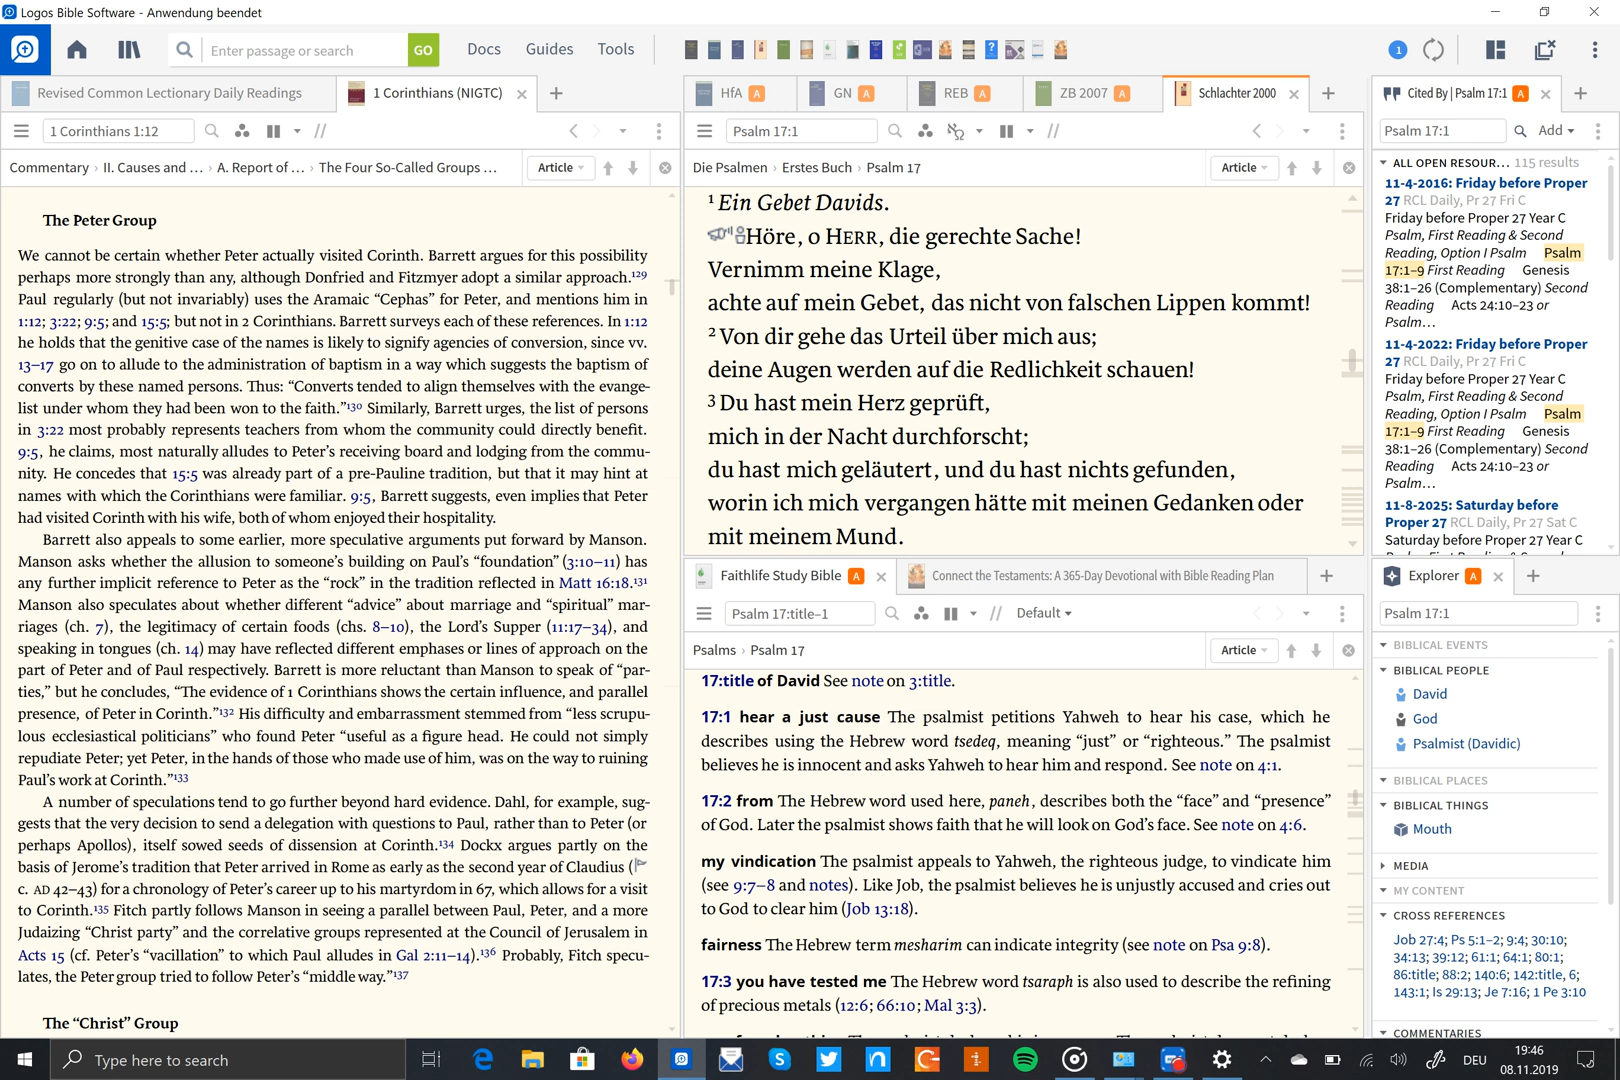 Logos Bible Software - Anwendung beendet
Enter passage or search
GO
Docs
Guides
Tools
1
Revised Common Lectionary Daily Readings
1 Corinthians (NIGTC)
1 Corinthians 1:12
Commentary › II. Causes and ... › A. Report of ... › The Four So-Called Groups ...
Article
The Peter Group
We cannot be certain whether Peter actually visited Corinth. Barrett argues for this possibility
perhaps more strongly than any, although Donfried and Fitzmyer adopt a similar approach.129
Paul regularly (but not invariably) uses the Aramaic “Cephas” for Peter, and mentions him in
1:12; 3:22; 9:5; and 15:5; but not in 2 Corinthians. Barrett surveys each of these references. In 1:12
he holds that the genitive case of the names is likely to signify agencies of conversion, since vv.
13–17 go on to allude to the administration of baptism in a way which suggests the baptism of
converts by these named persons. Thus: “Converts tended to align themselves with the evange-
list under whom they had been won to the faith.”130 Similarly, Barrett urges, the list of persons
in 3:22 most probably represents teachers from whom the community could directly benefit.
9:5, he claims, most naturally alludes to Peter’s receiving board and lodging from the commu-
nity. He concedes that 15:5 was already part of a pre-Pauline tradition, but that it may hint at
names with which the Corinthians were familiar. 9:5, Barrett suggests, even implies that Peter
had visited Corinth with his wife, both of whom enjoyed their hospitality.
Barrett also appeals to some earlier, more speculative arguments put forward by Manson.
Manson asks whether the allusion to someone’s building on Paul’s “foundation” (3:10–11) has
any further implicit reference to Peter as the “rock” in the tradition reflected in Matt 16:18.131
Manson also speculates about whether different “advice” about marriage and “spiritual” mar-
riages (ch. 7), the legitimacy of certain foods (chs. 8–10), the Lord’s Supper (11:17–34), and
speaking in tongues (ch. 14) may have reflected different emphases or lines of approach on the
part of Peter and of Paul respectively. Barrett is more reluctant than Manson to speak of “par-
ties,” but he concludes, “The evidence of 1 Corinthians shows the certain influence, and parallel
presence, of Peter in Corinth.”132 His difficulty and embarrassment stemmed from “less scrupu-
lous ecclesiastical politicians” who found Peter “useful as a figure head. He could not simply
repudiate Peter; yet Peter, in the hands of those who made use of him, was on the way to ruining
Paul’s work at Corinth.”133
A number of speculations tend to go further beyond hard evidence. Dahl, for example, sug-
gests that the very decision to send a delegation with questions to Paul, rather than to Peter (or
perhaps Apollos), itself sowed seeds of dissension at Corinth.134 Dockx argues partly on the
basis of Jerome’s tradition that Peter arrived in Rome as early as the second year of Claudius (
c. AD 42–43) for a chronology of Peter’s career up to his martyrdom in 67, which allows for a visit
to Corinth.135 Fitch partly follows Manson in seeing a parallel between Paul, Peter, and a more
Judaizing “Christ party” and the correlative groups represented at the Council of Jerusalem in
Acts 15 (cf. Peter’s “vacillation” to which Paul alludes in Gal 2:11–14).136 Probably, Fitch specu-
lates, the Peter group tried to follow Peter’s “middle way.”137
The “Christ” Group
HfA A
GN A
REB A
ZB 2007 A
Schlachter 2000
Psalm 17:1
Die Psalmen › Erstes Buch › Psalm 17
Article
1 Ein Gebet Davids.
Höre, o HERR, die gerechte Sache!
Vernimm meine Klage,
achte auf mein Gebet, das nicht von falschen Lippen kommt!
2 Von dir gehe das Urteil über mich aus;
deine Augen werden auf die Redlichkeit schauen!
3 Du hast mein Herz geprüft,
mich in der Nacht durchforscht;
du hast mich geläutert, und du hast nichts gefunden,
worin ich mich vergangen hätte mit meinen Gedanken oder
mit meinem Mund.
Faithlife Study Bible A
Connect the Testaments: A 365-Day Devotional with Bible Reading Plan
Psalm 17:title–1
Default
Psalms › Psalm 17
Article
17:title of David See note on 3:title.
17:1 hear a just cause The psalmist petitions Yahweh to hear his case, which he
describes using the Hebrew word tsedeq, meaning “just” or “righteous.” The psalmist
believes he is innocent and asks Yahweh to hear him and respond. See note on 4:1.
17:2 from The Hebrew word used here, paneh, describes both the “face” and “presence”
of God. Later the psalmist shows faith that he will look on God’s face. See note on 4:6.
my vindication The psalmist appeals to Yahweh, the righteous judge, to vindicate him
(see 9:7–8 and notes). Like Job, the psalmist believes he is unjustly accused and cries out
to God to clear him (Job 13:18).
fairness The Hebrew term mesharim can indicate integrity (see note on Psa 9:8).
17:3 you have tested me The Hebrew word tsaraph is also used to describe the refining
of precious metals (12:6; 66:10; Mal 3:3).
Cited By | Psalm 17:1 A
Psalm 17:1
Add
ALL OPEN RESOUR... 115 results
11-4-2016: Friday before Proper
27 RCL Daily, Pr 27 Fri C
Friday before Proper 27 Year C
Psalm, First Reading & Second
Reading, Option I Psalm Psalm
17:1–9 First Reading Genesis
38:1–26 (Complementary) Second
Reading Acts 24:10–23 or
Psalm…
11-4-2022: Friday before Proper
27 RCL Daily, Pr 27 Fri C
Friday before Proper 27 Year C
Psalm, First Reading & Second
Reading, Option I Psalm Psalm
17:1–9 First Reading Genesis
38:1–26 (Complementary) Second
Reading Acts 24:10–23 or
Psalm…
11-8-2025: Saturday before
Proper 27 RCL Daily, Pr 27 Sat C
Saturday before Proper 27 Year C
Explorer A
Psalm 17:1
BIBLICAL EVENTS
BIBLICAL PEOPLE
David
God
Psalmist (Davidic)
BIBLICAL PLACES
BIBLICAL THINGS
Mouth
MEDIA
MY CONTENT
CROSS REFERENCES
Job 27:4; Ps 5:1–2; 9:4; 30:10;
34:13; 39:12; 61:1; 64:1; 80:1;
86:title; 88:2; 140:6; 142:title, 6;
143:1; Is 29:13; Je 7:16; 1 Pe 3:10
COMMENTARIES
Type here to search
DEU
19:46
08.11.2019